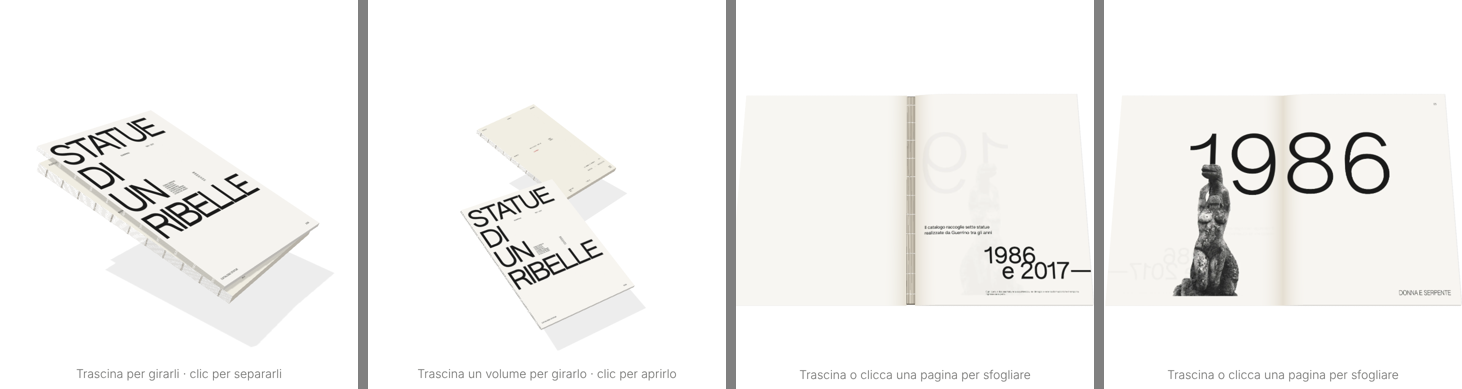 STATUE
DI
UN
RIBELLE
Trascina per girarli · clic per separarli
STATUE
DI
UN
RIBELLE
Trascina un volume per girarlo · clic per aprirlo
Il catalogo raccoglie sette statue
realizzate da Guerrino tra gli anni
1986
e 2017—
Trascina o clicca una pagina per sfogliare
1986
DONNA E SERPENTE
Trascina o clicca una pagina per sfogliare